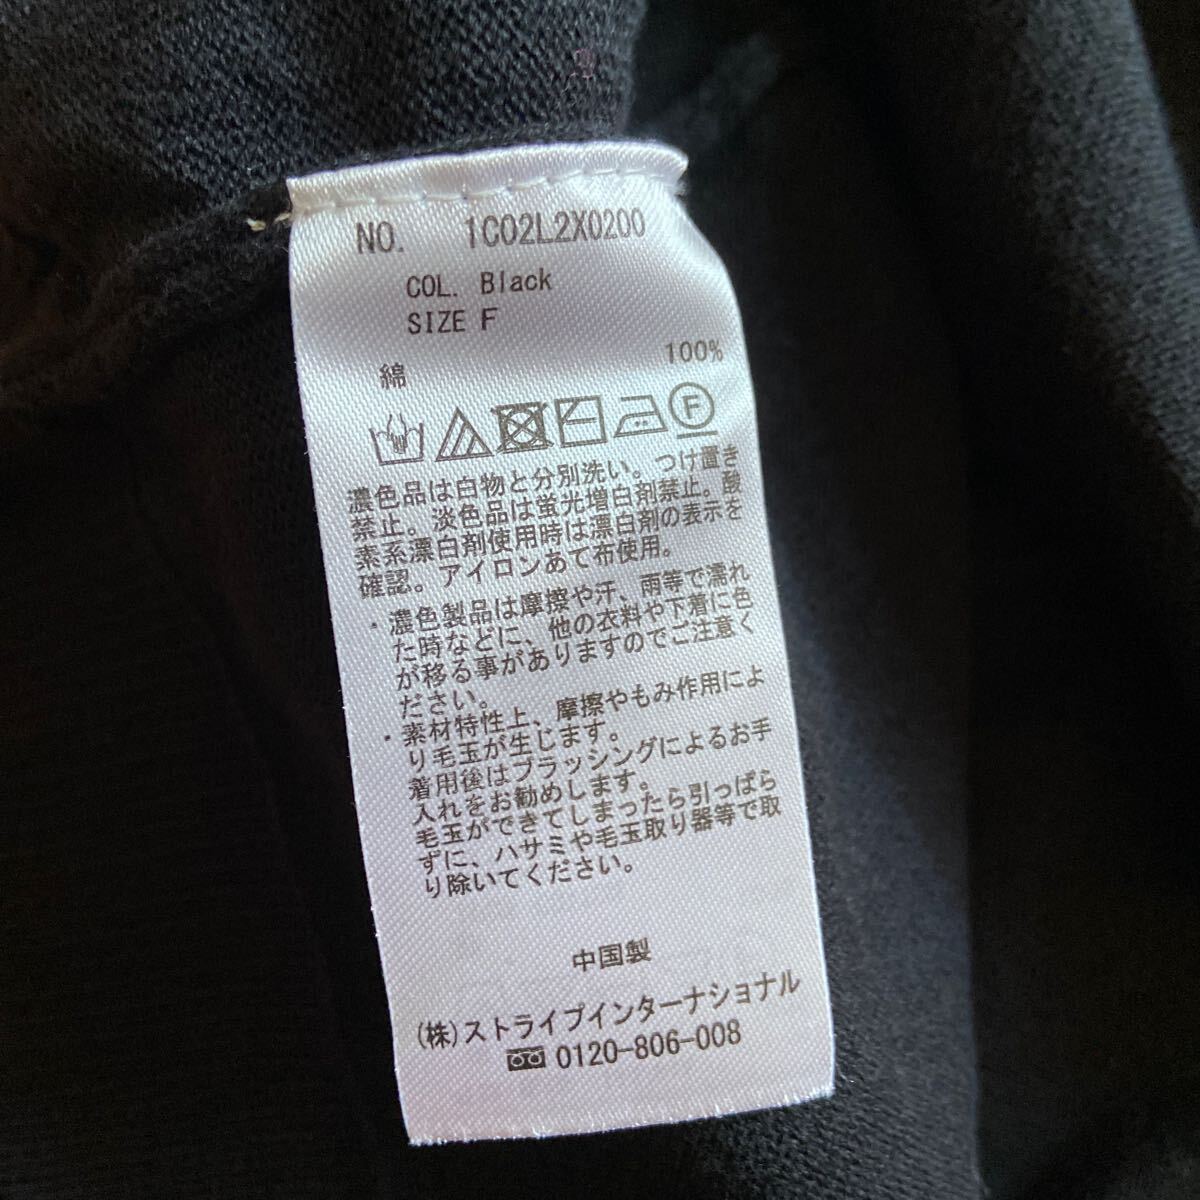 NO. 1C02L2X0200
COL. Black
SIZE F
綿 100%
F
濃色品は白物と分別洗い。つけ置き
禁止。淡色品は蛍光増白剤禁止。酸
素系漂白剤使用時は漂白剤の表示を
確認。アイロンあて布使用。
・濃色製品は摩擦や汗、雨等で濡れ
た時などに、他の衣料や下着に色
が移る事がありますのでご注意く
ださい。
・素材特性上、摩擦やもみ作用によ
り毛玉が生じます。
着用後はブラッシングによるお手
入れをお勧めします。
毛玉ができてしまったら引っぱら
ずに、ハサミや毛玉取り器等で取
り除いてください。
中国製
(株)ストライプインターナショナル
0120-806-008